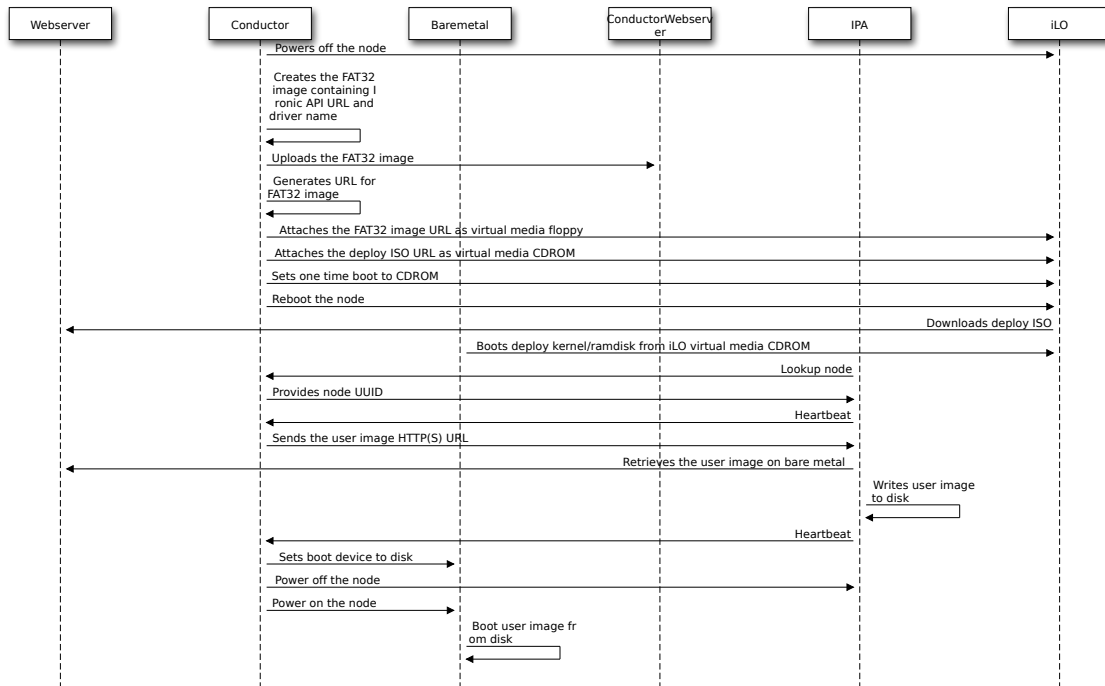 Webserver
Conductor
Baremetal
ConductorWebserv
er
IPA
iLO
Powers off the node
Creates the FAT32
image containing I
ronic API URL and
driver name
Uploads the FAT32 image
Generates URL for
FAT32 image
Attaches the FAT32 image URL as virtual media floppy
Attaches the deploy ISO URL as virtual media CDROM
Sets one time boot to CDROM
Reboot the node
Downloads deploy ISO
Boots deploy kernel/ramdisk from iLO virtual media CDROM
Lookup node
Provides node UUID
Heartbeat
Sends the user image HTTP(S) URL
Retrieves the user image on bare metal
Writes user image
to disk
Heartbeat
Sets boot device to disk
Power off the node
Power on the node
Boot user image fr
om disk